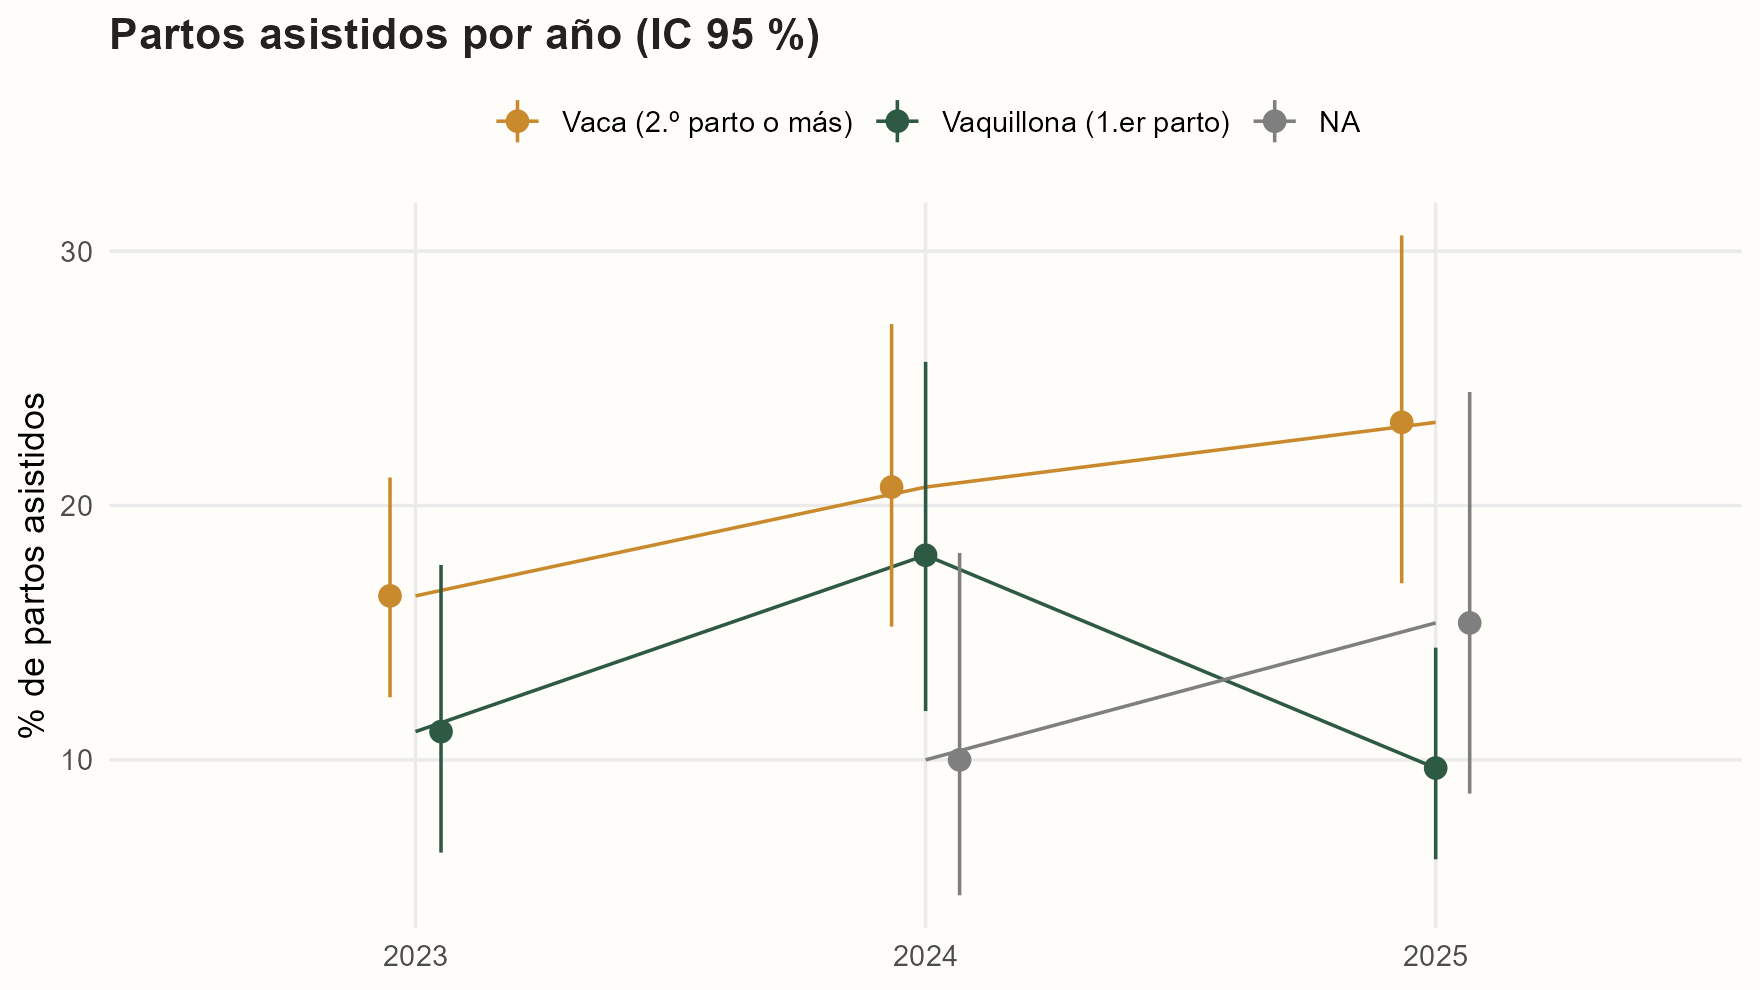 Partos asistidos por año (IC 95 %)
Vaca (2.º parto o más) Vaquillona (1.er parto) NA
% de partos asistidos
30
20
10
2023 2024 2025